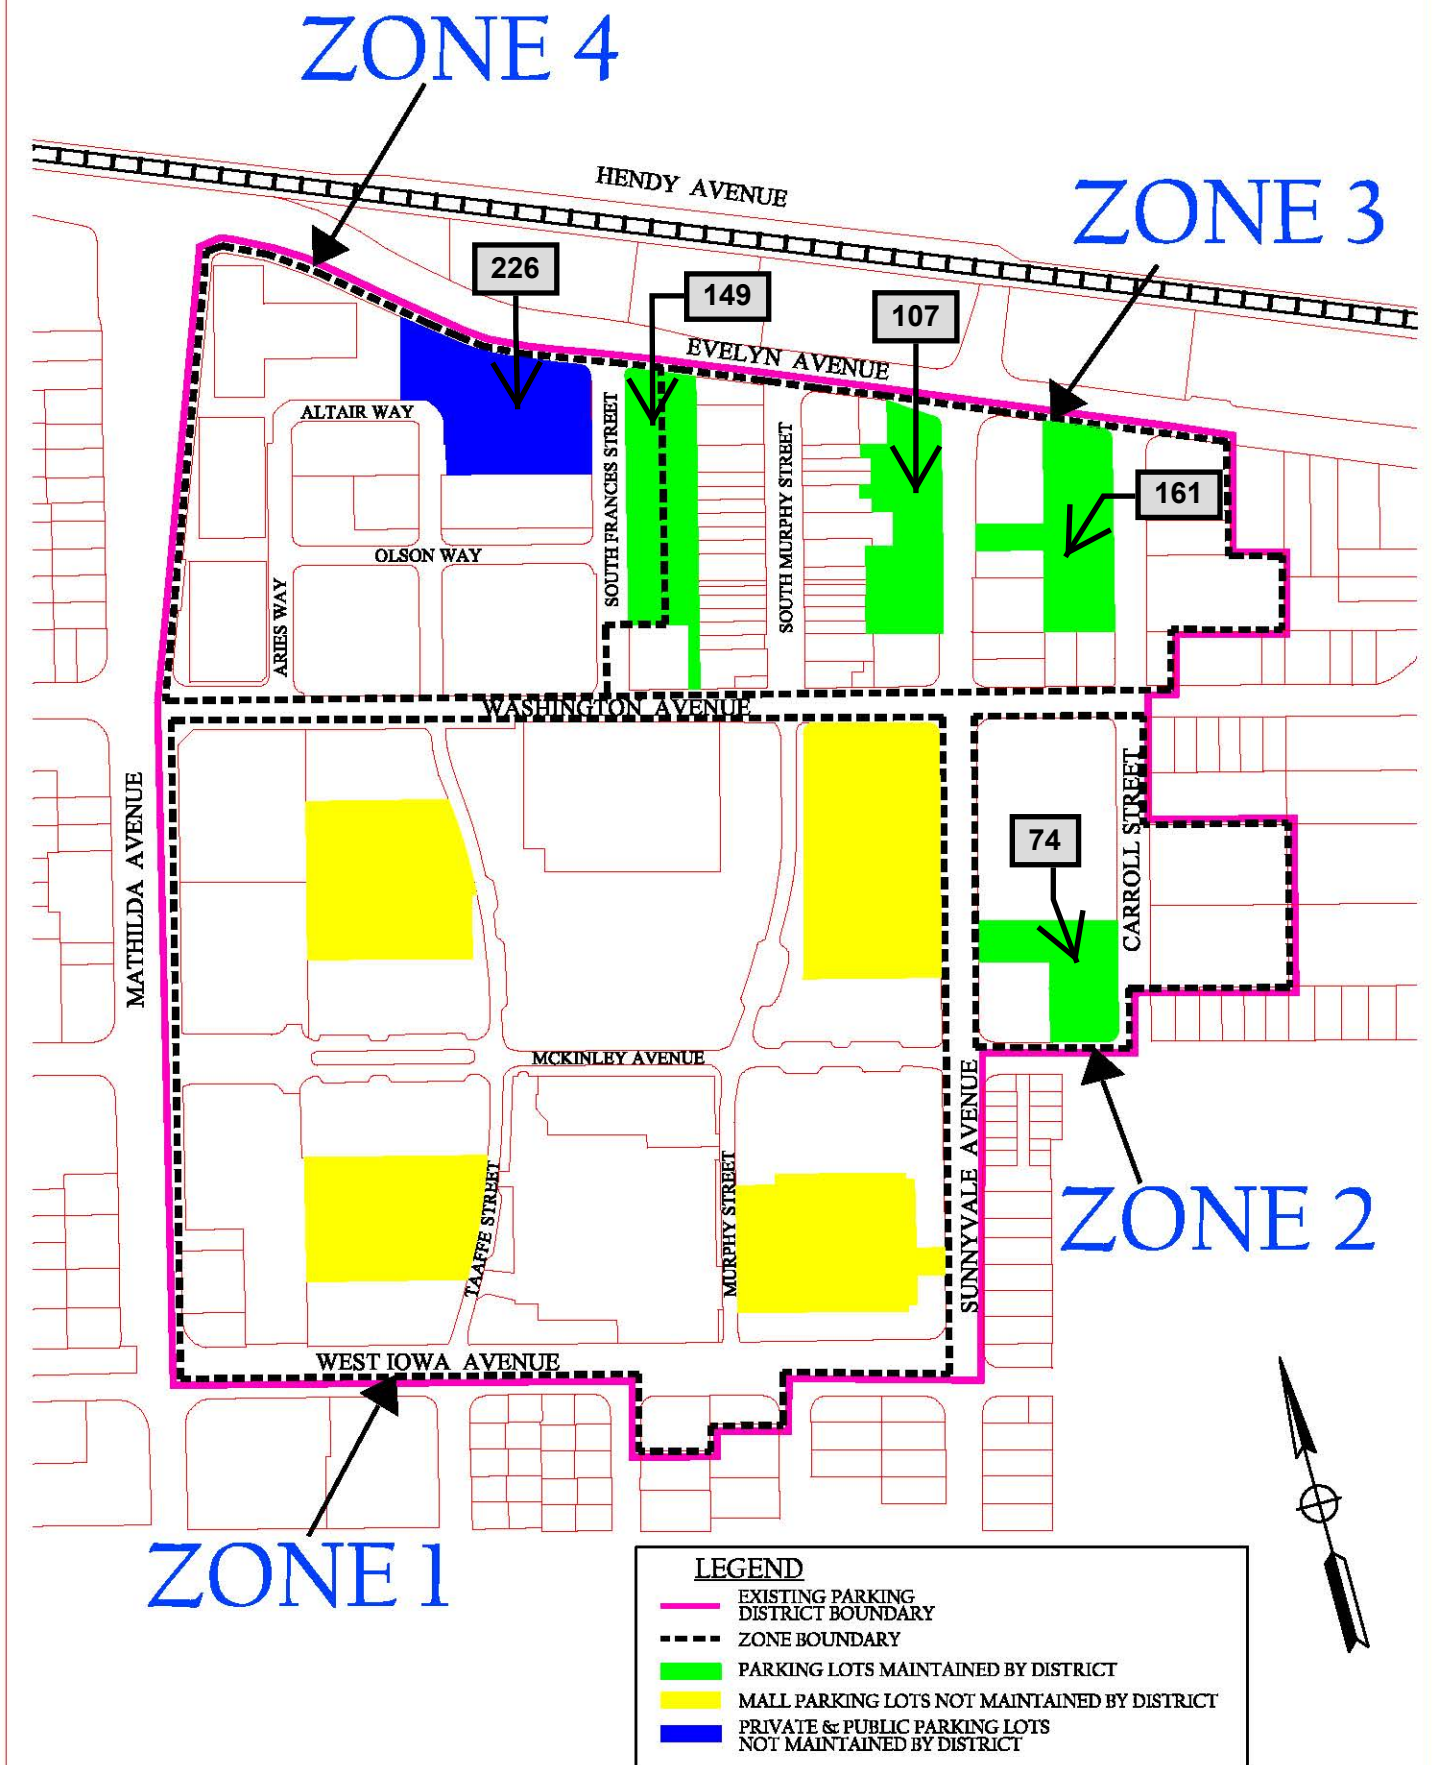 ZONE 4
HENDY AVENUE
ZONE 3
226
149
107
EVELYN AVENUE
ALTAIR WAY
SOUTH FRANCES STREET
SOUTH MURPHY STREET
161
OLSON WAY
ARIES WAY
WASHINGTON AVENUE
MATHILDA AVENUE
CARROLL STREET
74
MCKINLEY AVENUE
TAAFFE STREET
MURPHY STREET
SUNNYVALE AVENUE
ZONE 2
WEST IOWA AVENUE
ZONE 1
LEGEND
EXISTING PARKING
DISTRICT BOUNDARY
ZONE BOUNDARY
PARKING LOTS MAINTAINED BY DISTRICT
MALL PARKING LOTS NOT MAINTAINED BY DISTRICT
PRIVATE & PUBLIC PARKING LOTS
NOT MAINTAINED BY DISTRICT